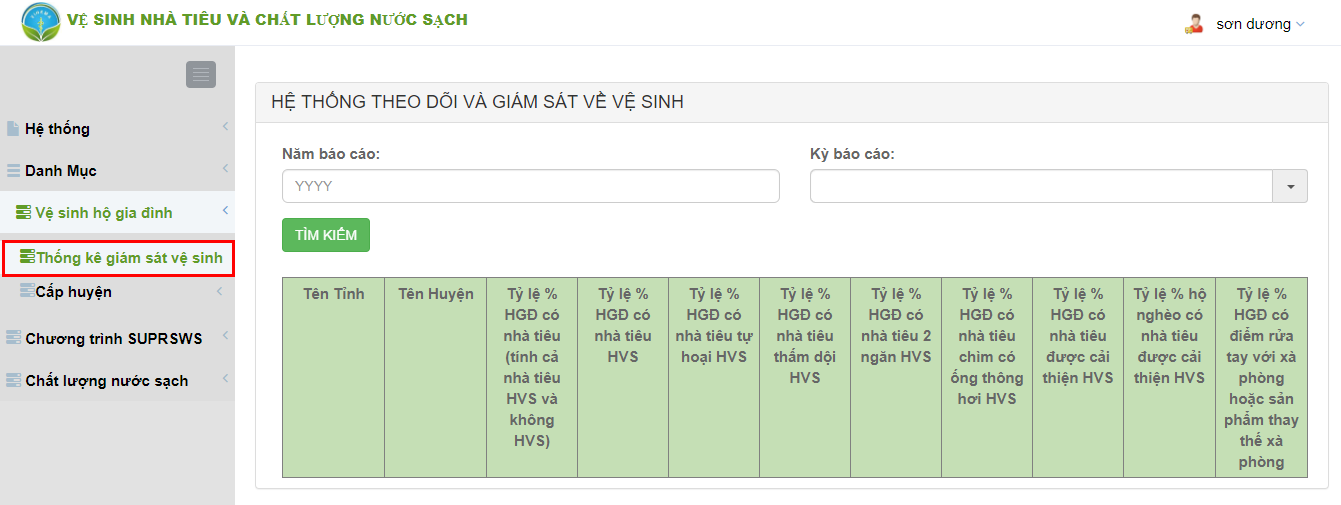 VỆ SINH NHÀ TIÊU VÀ CHẤT LƯỢNG NƯỚC SẠCH
sơn dương
Hệ thống
Danh Mục
Vệ sinh hộ gia đình
Thống kê giám sát vệ sinh
Cấp huyện
Chương trình SUPRSWS
Chất lượng nước sạch
HỆ THỐNG THEO DÕI VÀ GIÁM SÁT VỀ VỆ SINH
Năm báo cáo:
Kỳ báo cáo:
YYYY
TÌM KIẾM
Tên Tỉnh
Tên Huyện
Tỷ lệ %
HGĐ có
nhà tiêu
(tính cả
nhà tiêu
HVS và
không
HVS)
Tỷ lệ %
HGĐ có
nhà tiêu
HVS
Tỷ lệ %
HGĐ có
nhà tiêu tự
hoại HVS
Tỷ lệ %
HGĐ có
nhà tiêu
thấm dội
HVS
Tỷ lệ %
HGĐ có
nhà tiêu 2
ngăn HVS
Tỷ lệ %
HGĐ có
nhà tiêu
chìm có
ống thông
hơi HVS
Tỷ lệ %
HGĐ có
nhà tiêu
được cải
thiện HVS
Tỷ lệ % hộ
nghèo có
nhà tiêu
được cải
thiện HVS
Tỷ lệ %
HGĐ có
điểm rửa
tay với xà
phòng
hoặc sản
phẩm thay
thế xà
phòng